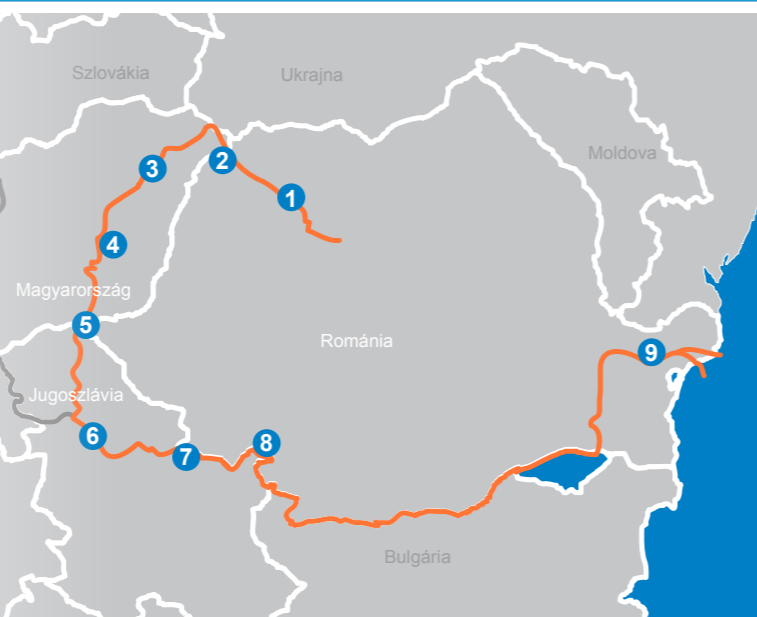 Szlovákia
Ukrajna
Moldova
3
2
1
4
Magyarország
5
Románia
9
Jugoszlávia
6
8
7
Bulgária